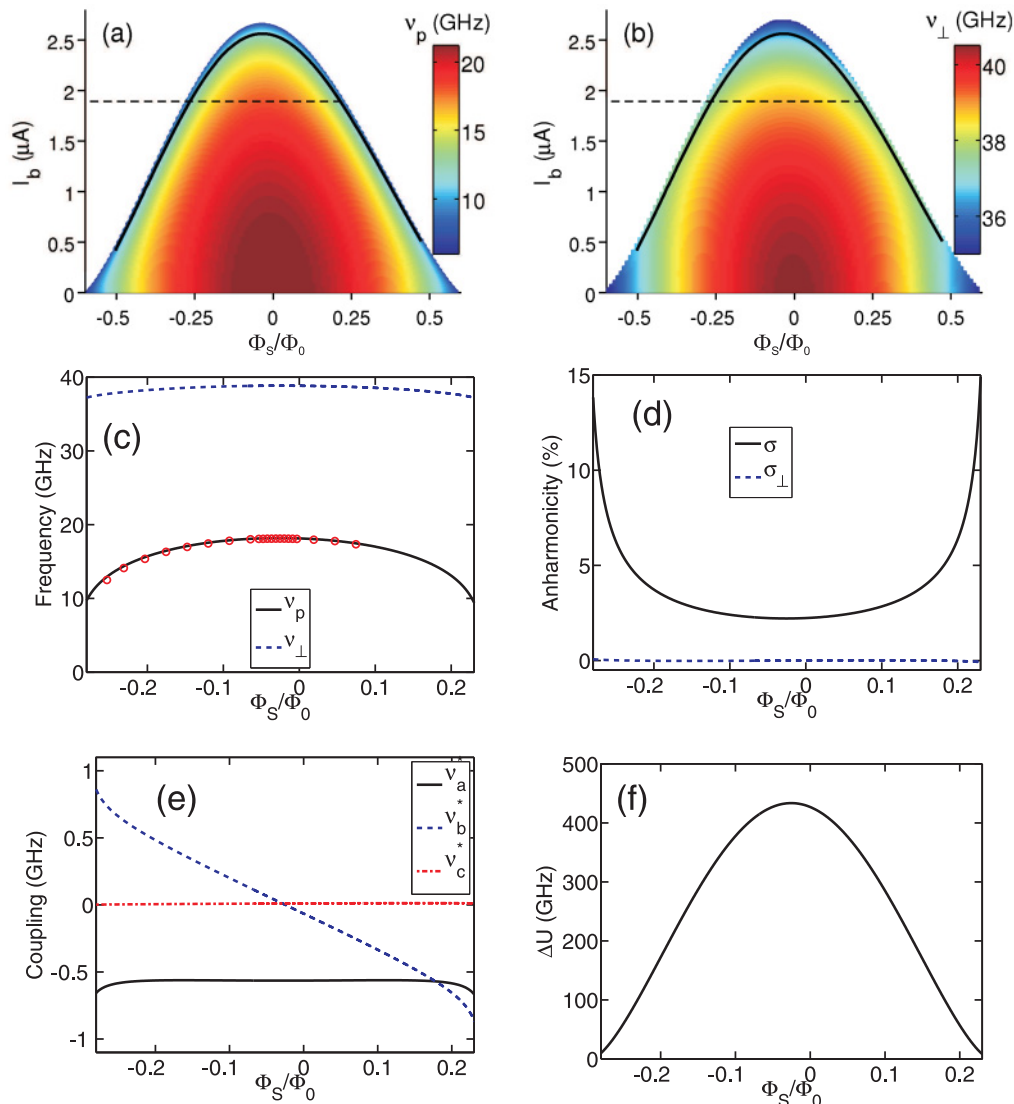 (a)
ν_p (GHz)
2.5
2
1.5
1
0.5
0
I_b (μA)
20
15
10
-0.5 -0.25 0 0.25 0.5
Φ_S/Φ_0
(b)
ν_⊥ (GHz)
2.5
2
1.5
1
0.5
0
I_b (μA)
40
38
36
-0.5 -0.25 0 0.25 0.5
Φ_S/Φ_0
(c)
40
30
20
10
0
Frequency (GHz)
ν_p
ν_⊥
-0.2 -0.1 0 0.1 0.2
Φ_S/Φ_0
(d)
15
10
5
0
Anharmonicity (%)
σ
σ_⊥
-0.2 -0.1 0 0.1 0.2
Φ_S/Φ_0
(e)
1
0.5
0
-0.5
-1
Coupling (GHz)
ν_a^*
ν_b^*
ν_c^*
-0.2 -0.1 0 0.1 0.2
Φ_S/Φ_0
(f)
500
400
300
200
100
0
ΔU (GHz)
-0.2 -0.1 0 0.1 0.2
Φ_S/Φ_0